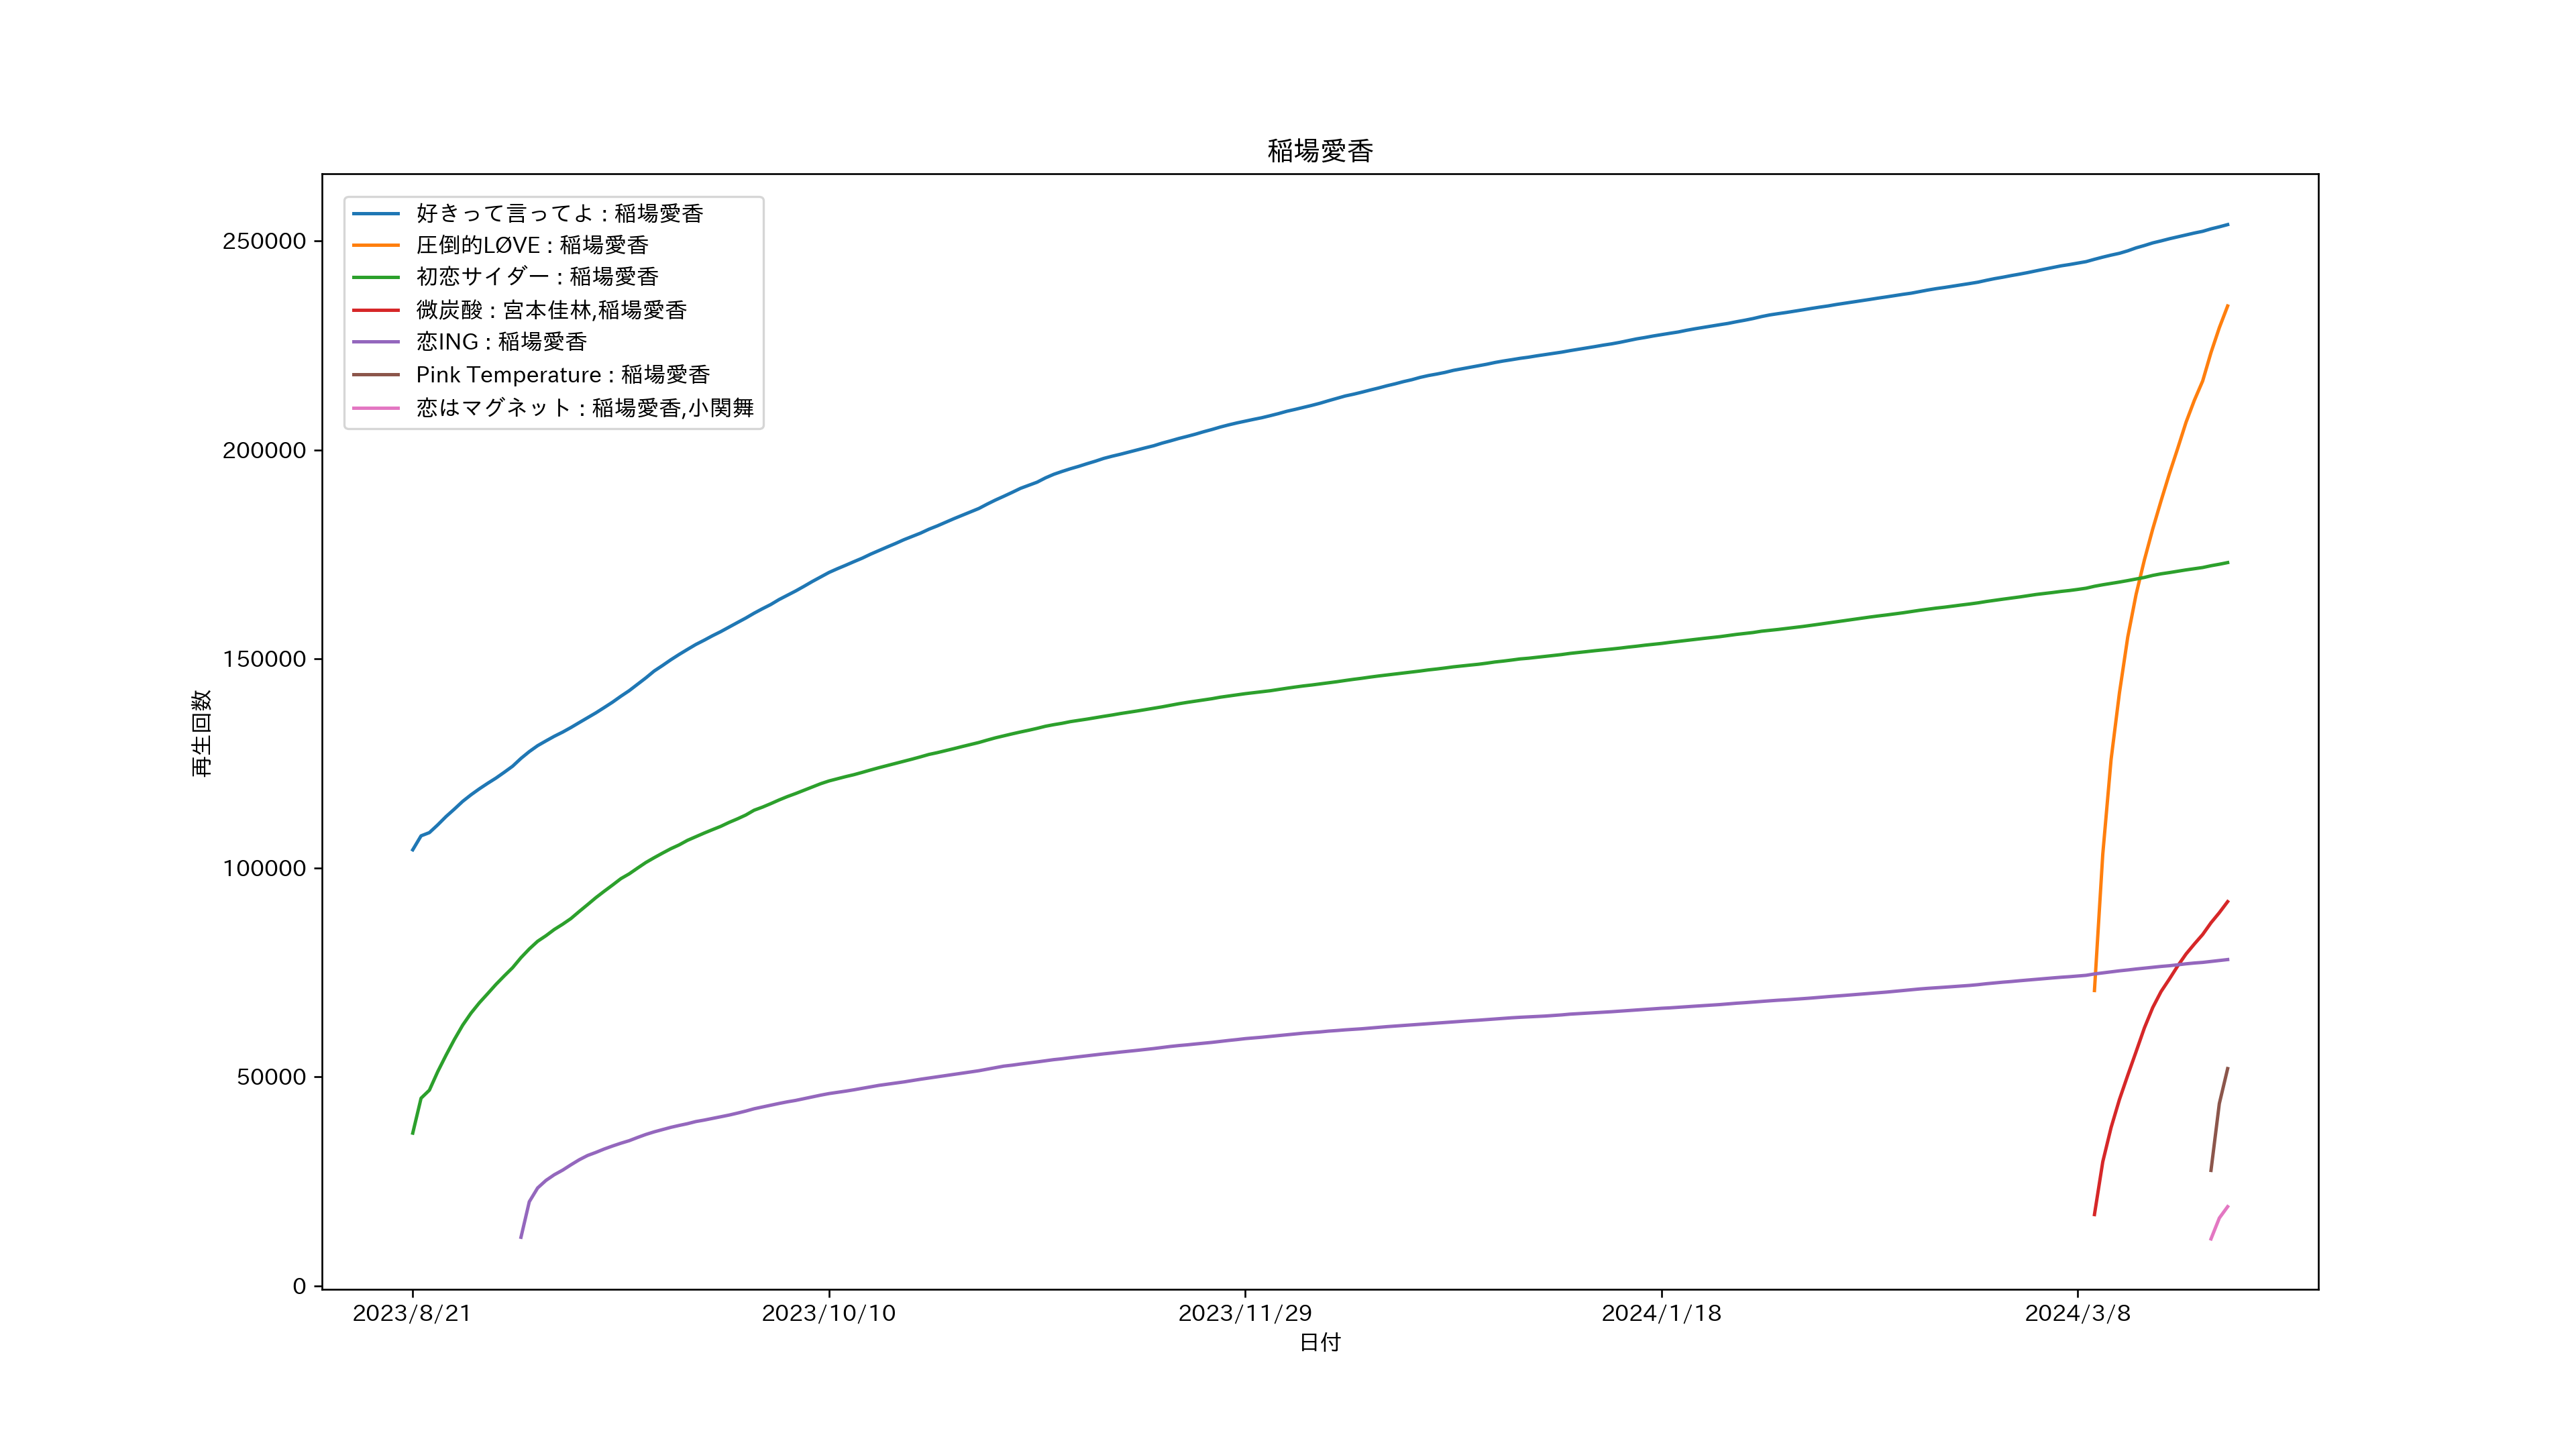 稲場愛香
好きって言ってよ : 稲場愛香
圧倒的LØVE : 稲場愛香
初恋サイダー : 稲場愛香
微炭酸 : 宮本佳林,稲場愛香
恋ING : 稲場愛香
Pink Temperature : 稲場愛香
恋はマグネット : 稲場愛香,小関舞
250000
200000
150000
100000
50000
0
再生回数
2023/8/21
2023/10/10
2023/11/29
2024/1/18
2024/3/8
日付